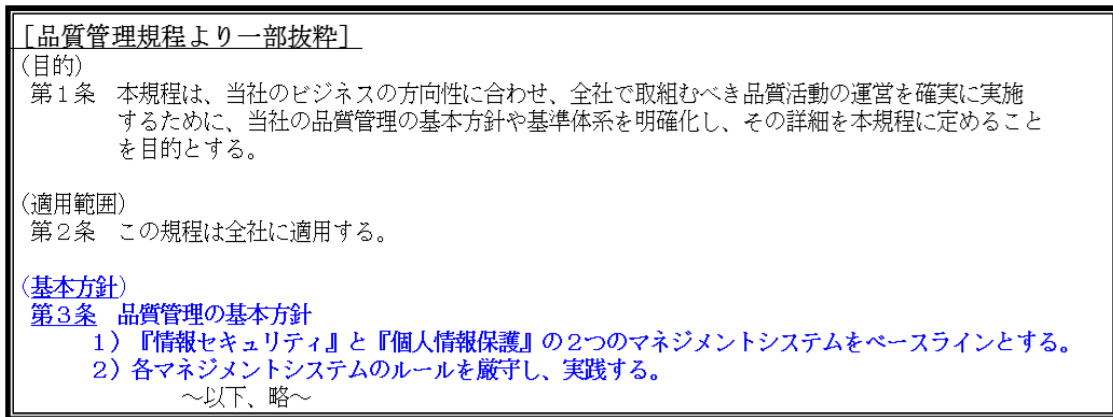 ［品質管理規程より一部抜粋］
（目的）
第１条　本規程は、当社のビジネスの方向性に合わせ、全社で取組むべき品質活動の運営を確実に実施
するために、当社の品質管理の基本方針や基準体系を明確化し、その詳細を本規程に定めること
を目的とする。
（適用範囲）
第２条　この規程は全社に適用する。
（基本方針）
第３条　品質管理の基本方針
１）『情報セキュリティ』と『個人情報保護』の２つのマネジメントシステムをベースラインとする。
２）各マネジメントシステムのルールを厳守し、実践する。
～以下、略～